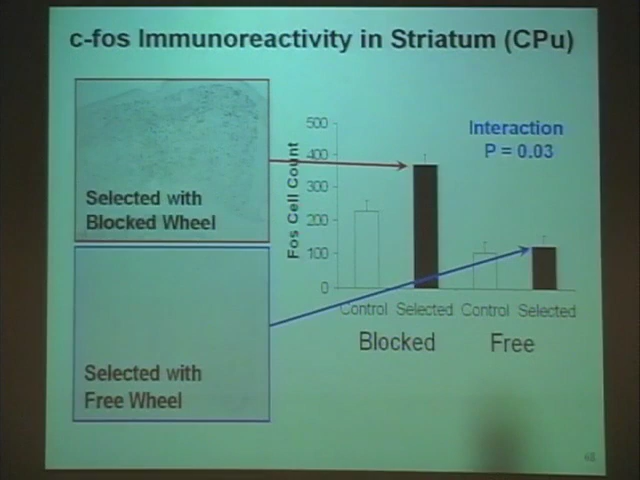 c-fos Immunoreactivity in Striatum (CPu)
Selected with
Blocked Wheel
Selected with
Free Wheel
Fos Cell Count
500
400
300
200
100
0
Interaction
P = 0.03
Control Selected Control Selected
Blocked Free
48